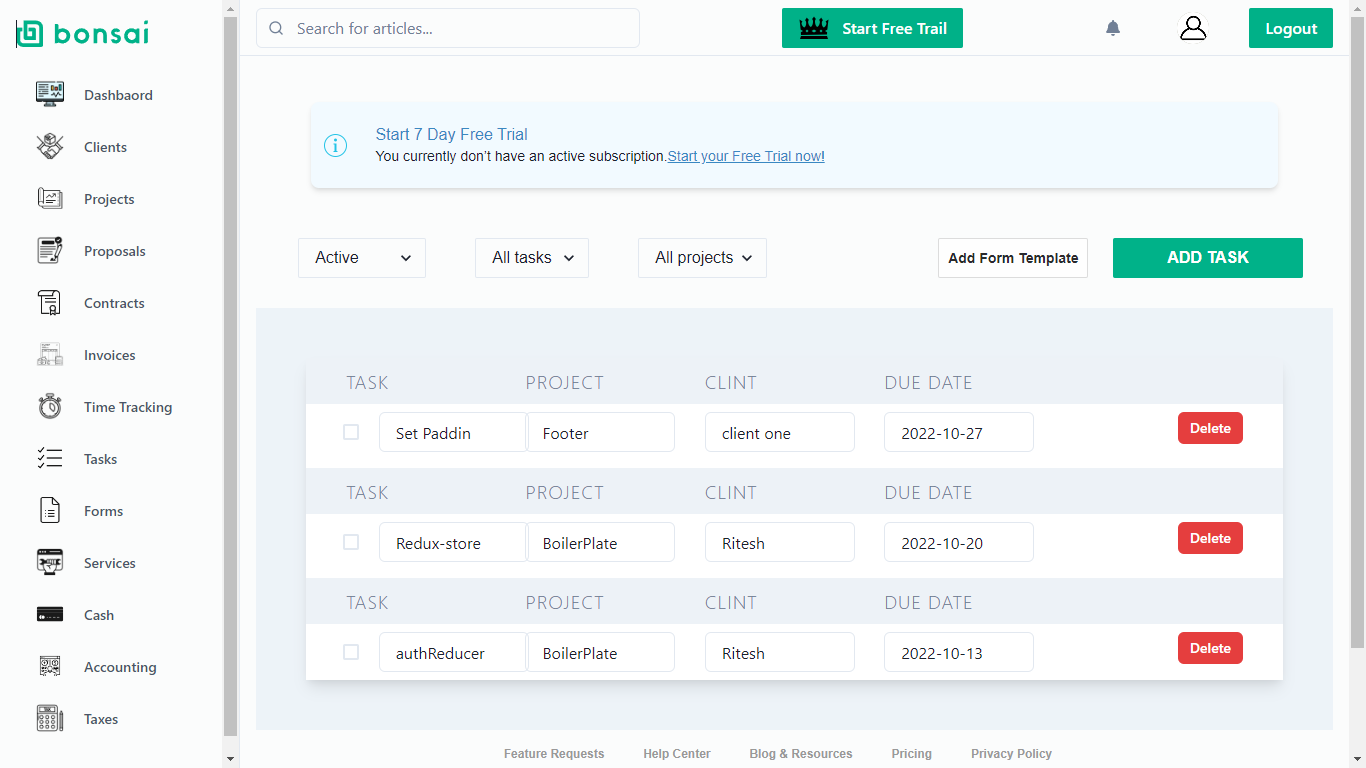 bonsai
Search for articles...
Start Free Trail
Logout
Dashbaord
Clients
Projects
Proposals
Contracts
Invoices
Time Tracking
Tasks
Forms
Services
Cash
Accounting
Taxes
Start 7 Day Free Trial
You currently don't have an active subscription.Start your Free Trial now!
Active
All tasks
All projects
Add Form Template
ADD TASK
TASK PROJECT CLINT DUE DATE
Set Paddin Footer client one 2022-10-27 Delete
TASK PROJECT CLINT DUE DATE
Redux-store BoilerPlate Ritesh 2022-10-20 Delete
TASK PROJECT CLINT DUE DATE
authReducer BoilerPlate Ritesh 2022-10-13 Delete
Feature Requests Help Center Blog & Resources Pricing Privacy Policy